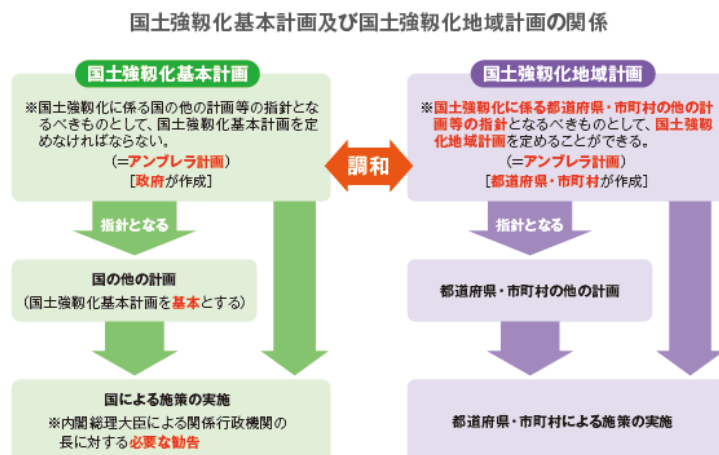 国土強靱化基本計画及び国土強靱化地域計画の関係
国土強靱化基本計画
※国土強靱化に係る国の他の計画等の指針とな
るべきものとして、国土強靱化基本計画を定
めなければならない。
(=アンブレラ計画)
[政府が作成]
指針となる
国の他の計画
(国土強靱化基本計画を基本とする)
国による施策の実施
※内閣総理大臣による関係行政機関の
長に対する必要な勧告
調和
国土強靱化地域計画
※国土強靱化に係る都道府県・市町村の他の計
画等の指針となるべきものとして、国土強靱
化地域計画を定めることができる。
(=アンブレラ計画)
[都道府県・市町村が作成]
指針となる
都道府県・市町村の他の計画
都道府県・市町村による施策の実施